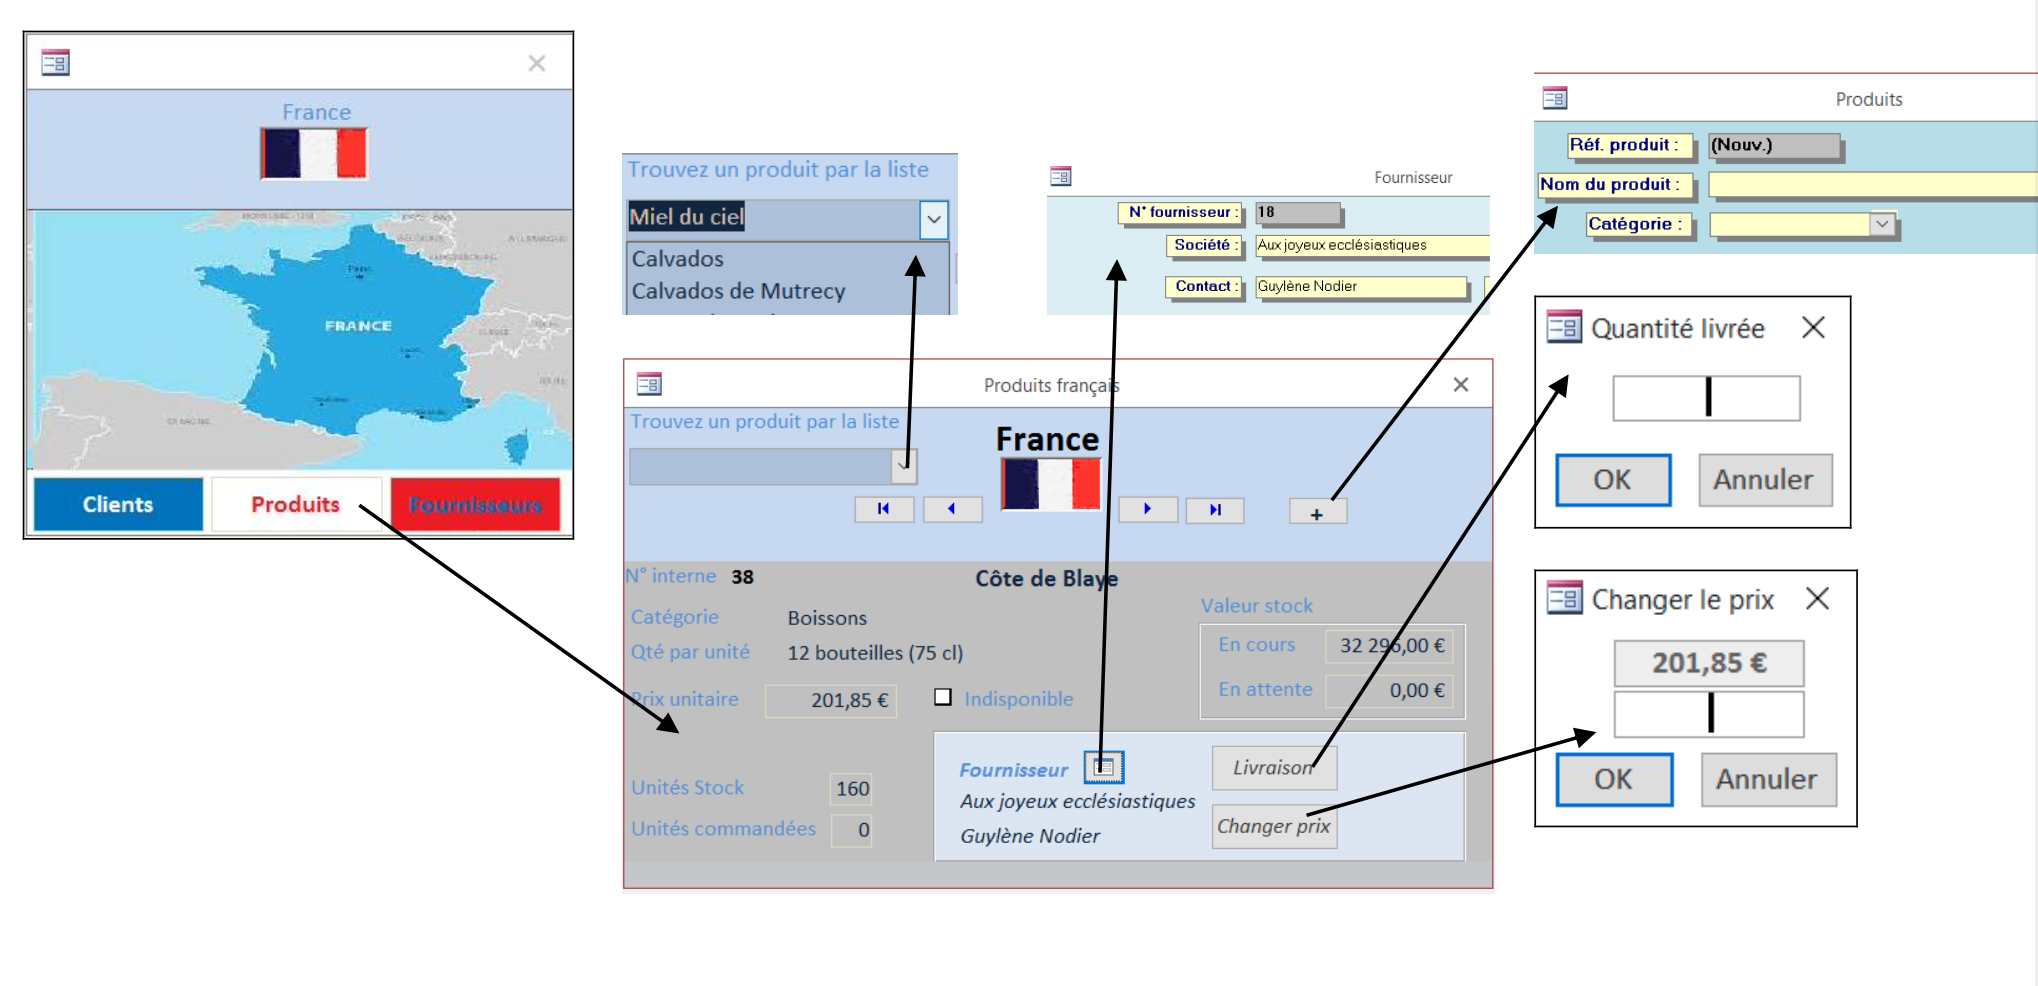 France
FRANCE
Clients
Produits
Fournisseurs
Trouvez un produit par la liste
Miel du ciel
Calvados
Calvados de Mutrecy
Fournisseur
N° fournisseur : 18
Société : Aux joyeux ecclésiastiques
Contact : Guylène Nodier
Produits
Réf. produit : (Nouv.)
Nom du produit :
Catégorie :
Quantité livrée
OK Annuler
Changer le prix
201,85 €
OK Annuler
Produits français
Trouvez un produit par la liste
France
+
N° interne 38 Côte de Blaye
Catégorie Boissons
Qté par unité 12 bouteilles (75 cl)
Prix unitaire 201,85 € Indisponible
Valeur stock
En cours 32 296,00 €
En attente 0,00 €
Unités Stock 160
Unités commandées 0
Fournisseur
Aux joyeux ecclésiastiques
Guylène Nodier
Livraison
Changer prix